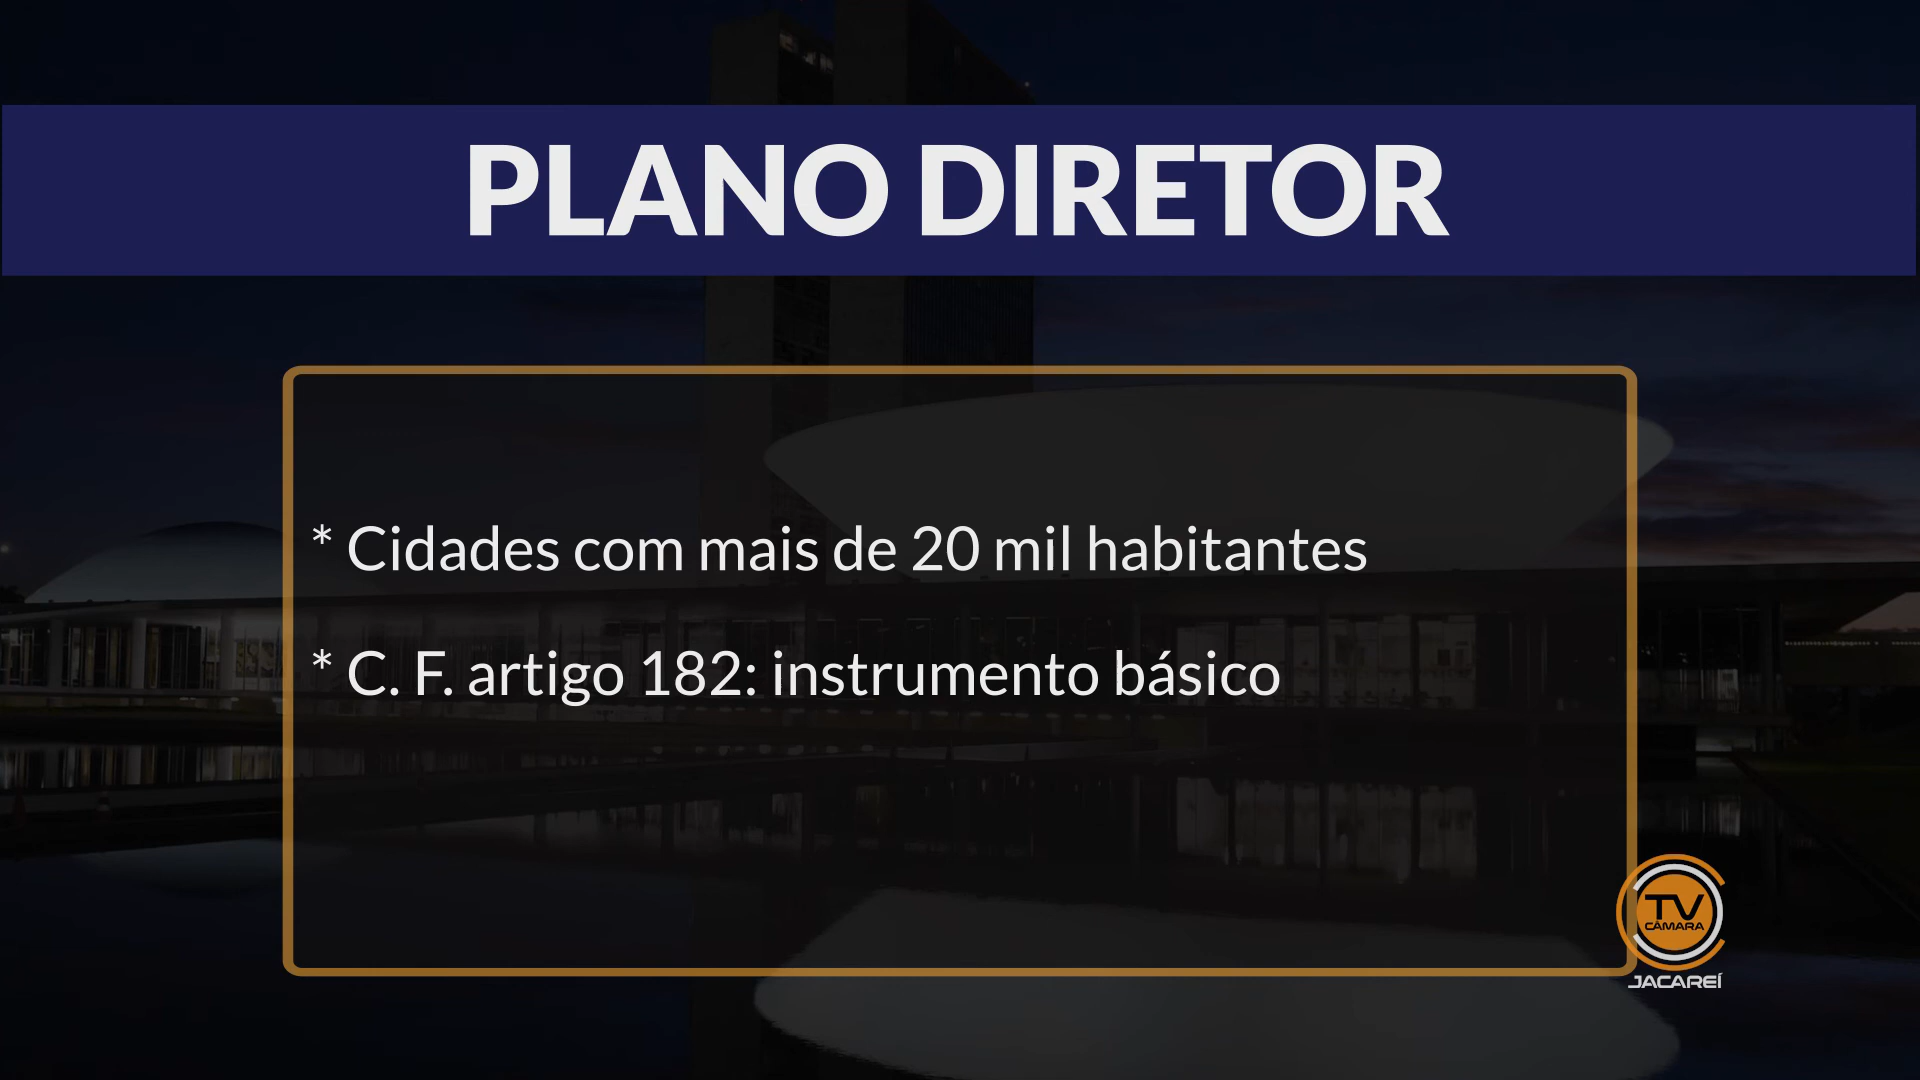 PLANO DIRETOR
* Cidades com mais de 20 mil habitantes
* C. F. artigo 182: instrumento básico
TV
CÂMARA
JACAREÍ